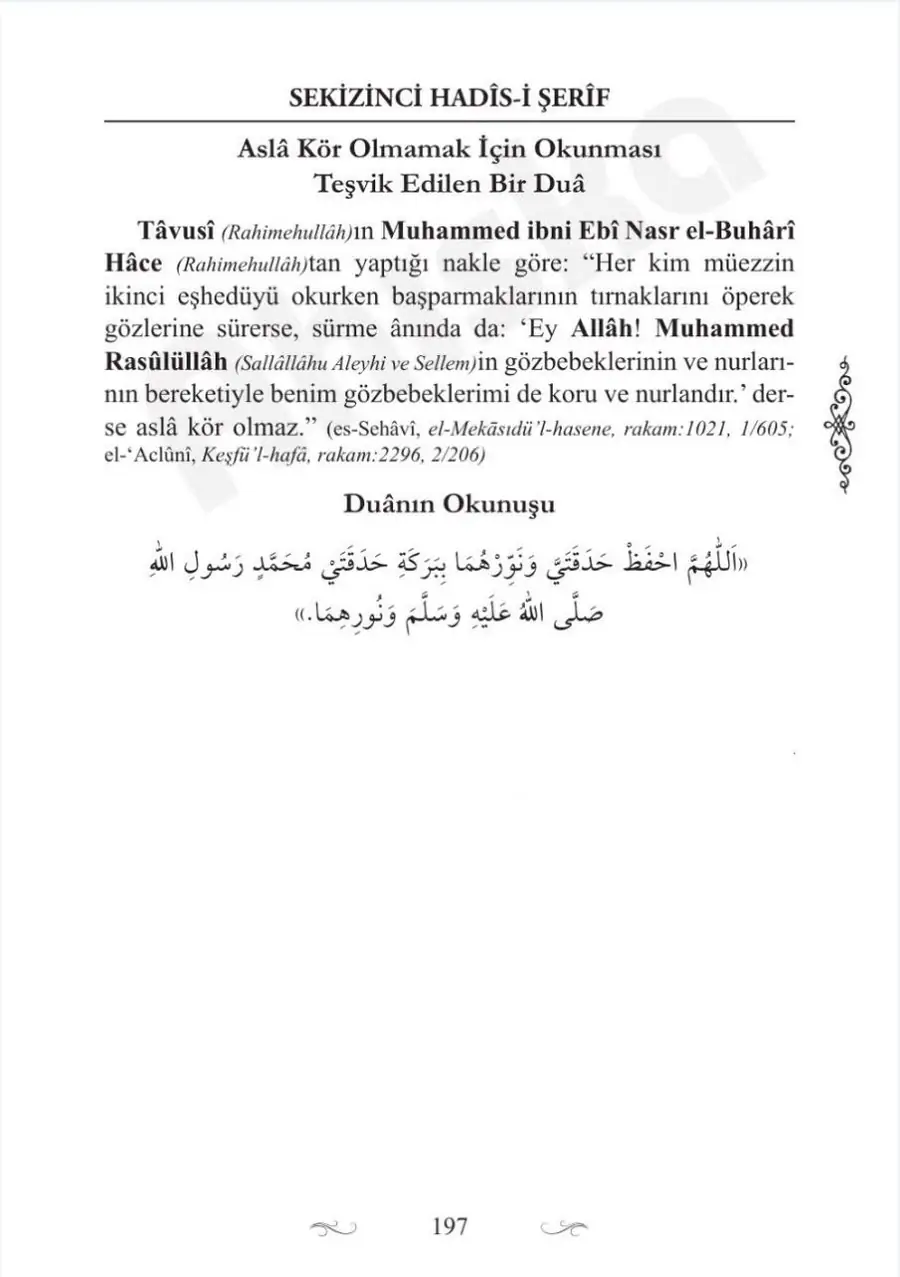 SEKİZİNCİ HADÎS-İ ŞERÎF
Aslâ Kör Olmamak İçin Okunması
Teşvik Edilen Bir Duâ
Tâvusî (Rahimehullâh)ın Muhammed ibni Ebî Nasr el-Buhârî
Hâce (Rahimehullâh)tan yaptığı nakle göre: “Her kim müezzin
ikinci eşhedüyü okurken başparmaklarının tırnaklarını öperek
gözlerine sürerse, sürme ânında da: ‘Ey Allâh! Muhammed
Rasûlüllâh (Sallâllâhu Aleyhi ve Sellem)in gözbebeklerinin ve nurları-
nın bereketiyle benim gözbebeklerimi de koru ve nurlandır.’ der-
se aslâ kör olmaz.” (es-Sehâvî, el-Mekāsıdü’l-hasene, rakam:1021, 1/605;
el-‘Aclûnî, Keşfü’l-hafâ, rakam:2296, 2/206)
Duânın Okunuşu
«اَللّٰهُمَّ احْفَظْ حَدَقَتَيَّ وَنَوِّرْهُمَا بِبَرَكَةِ حَدَقَتَيْ مُحَمَّدٍ رَسُولِ اللهِ
صَلَّى اللهُ عَلَيْهِ وَسَلَّمَ وَنُورِهِمَا.»
197